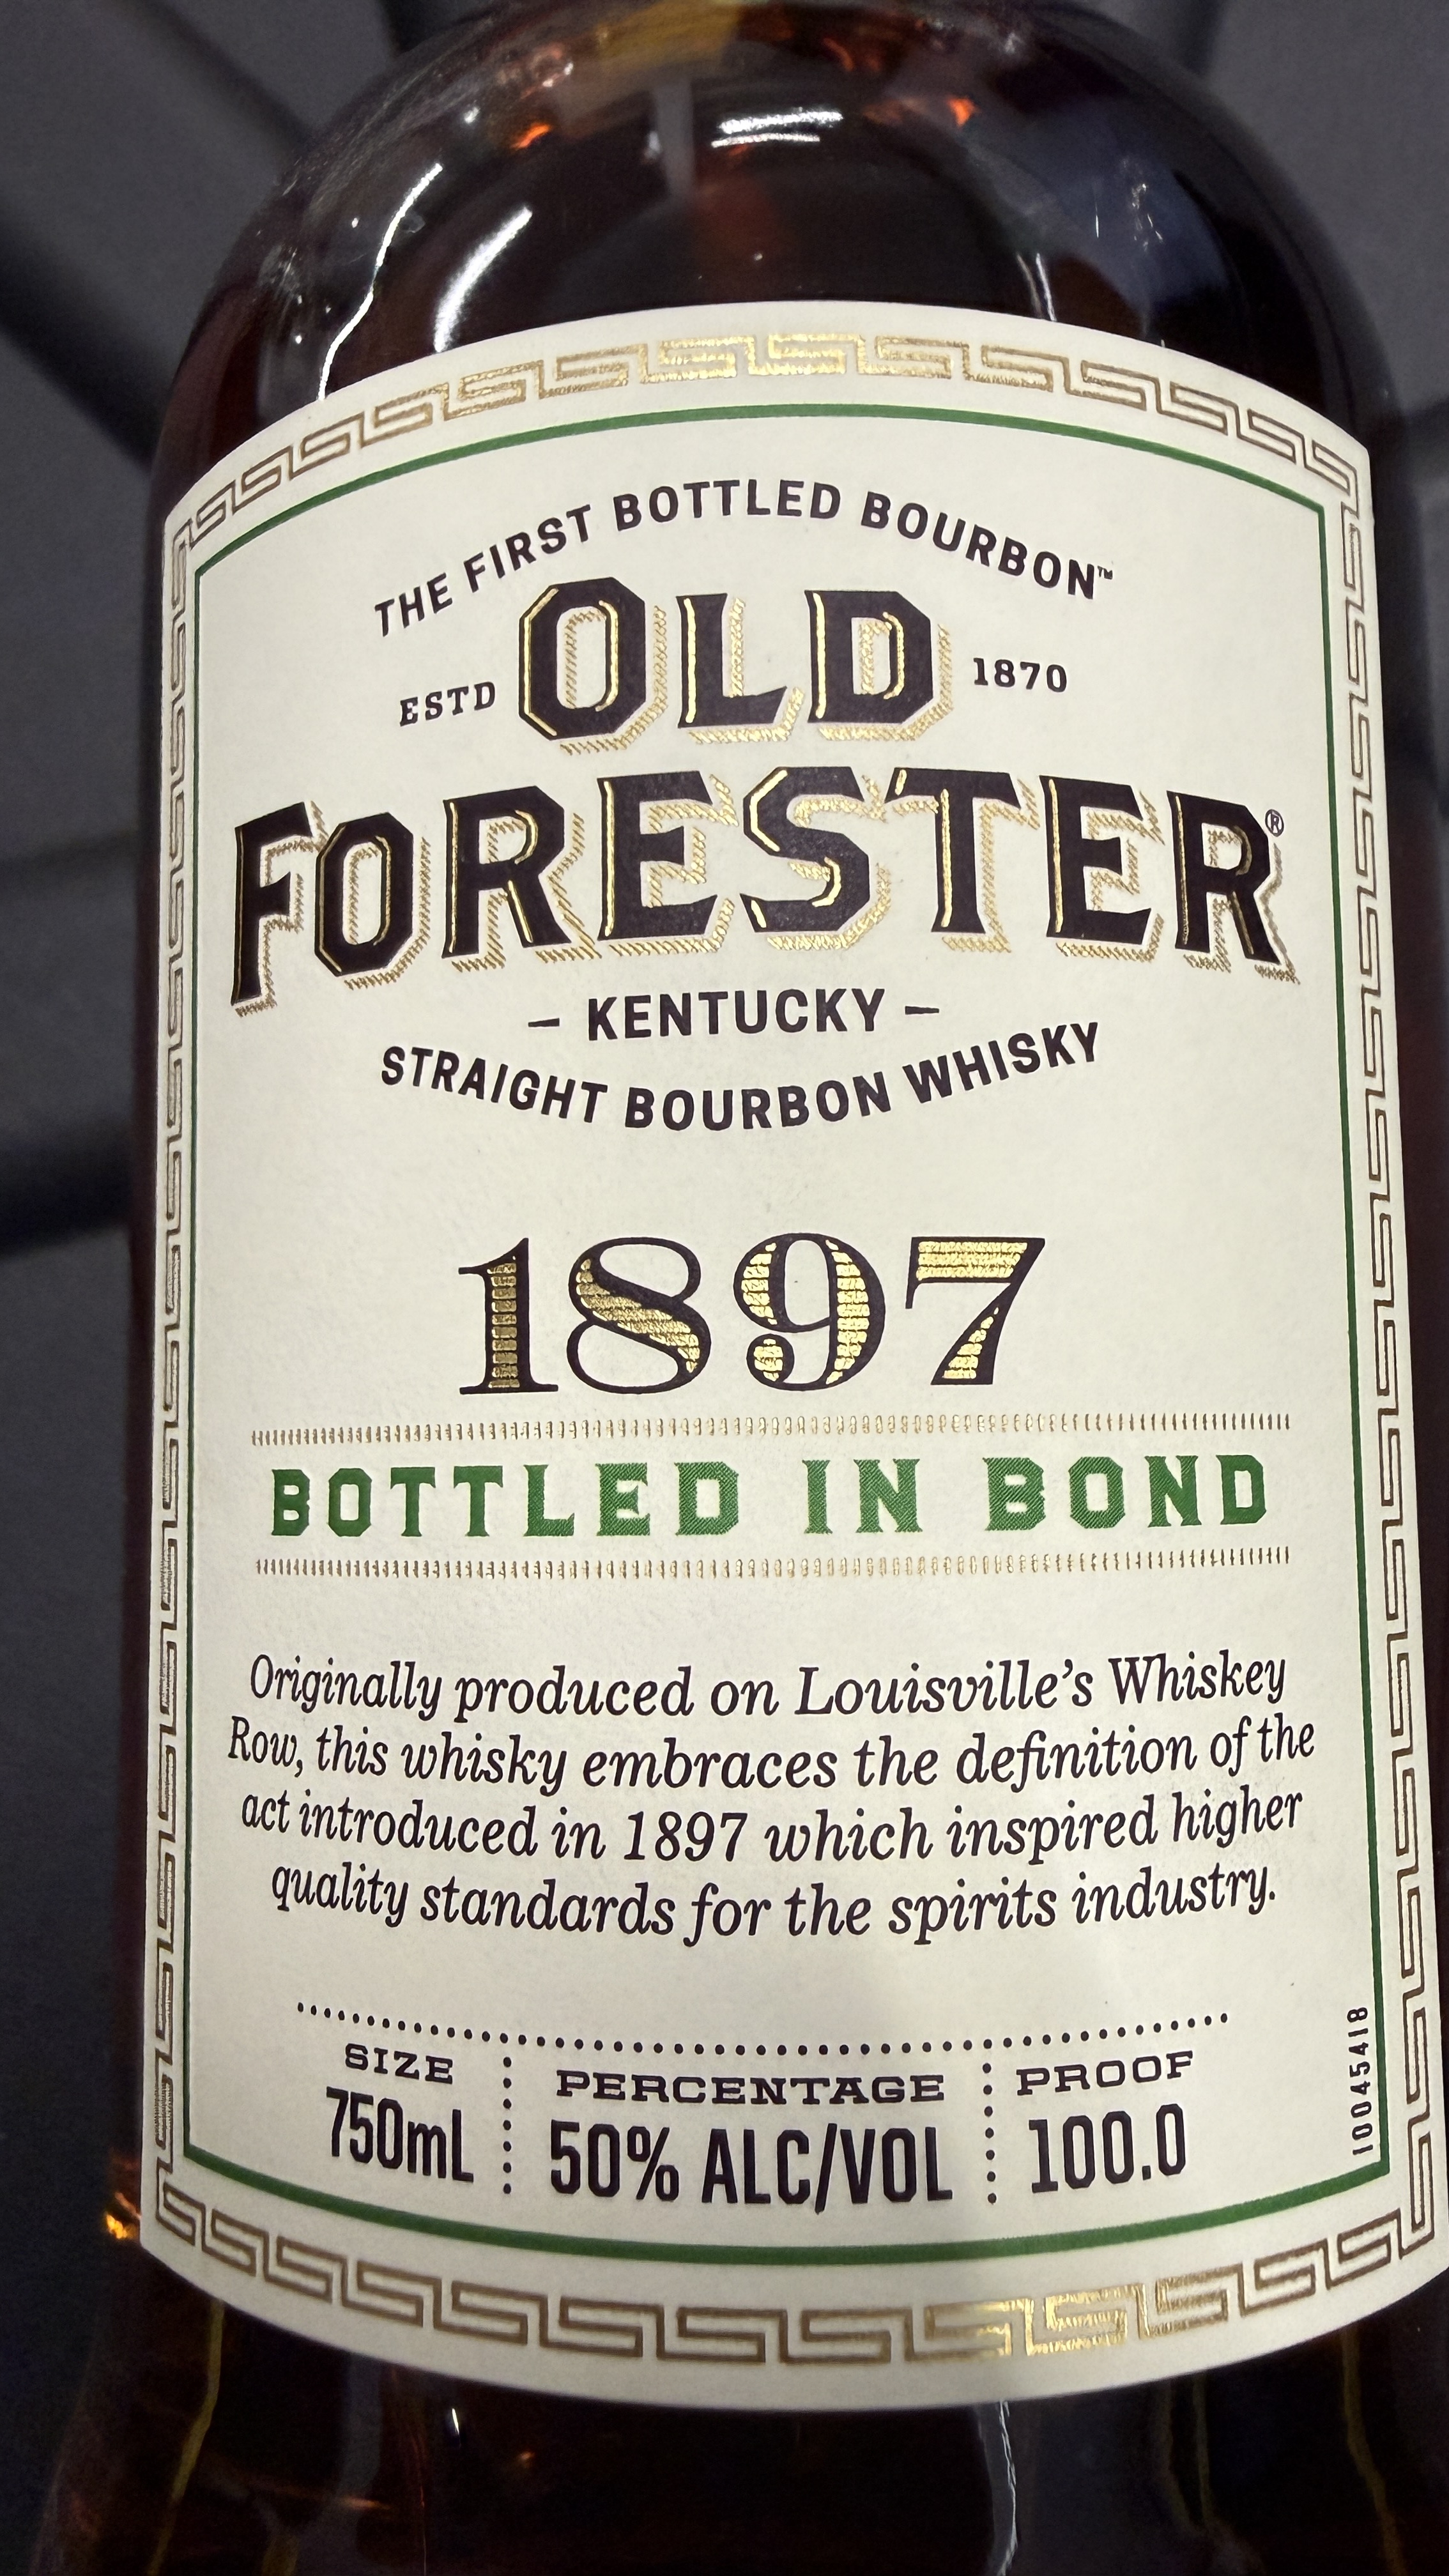 THE FIRST BOTTLED BOURBON™
ESTD OLD 1870
FORESTER®
– KENTUCKY –
STRAIGHT BOURBON WHISKY
1897
BOTTLED IN BOND
Originally produced on Louisville’s Whiskey
Row, this whisky embraces the definition of the
act introduced in 1897 which inspired higher
quality standards for the spirits industry.
SIZE PERCENTAGE PROOF
750mL 50% ALC/VOL 100.0
10045418